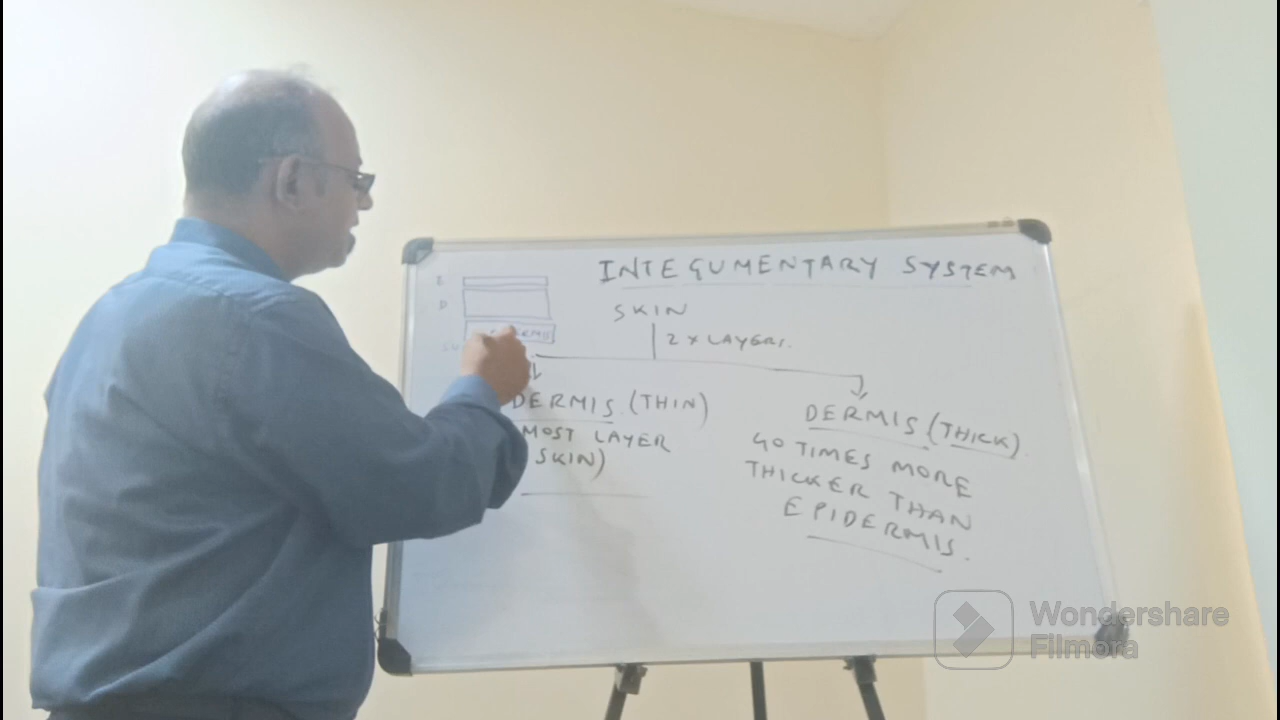 INTEGUMENTARY SYSTEM
SKIN
2 x LAYERS.
E
D
DERMIS. (THIN)
MOST LAYER
SKIN)
DERMIS (THICK).
40 TIMES MORE
THICKER THAN
EPIDERMIS.
Wondershare
Filmora